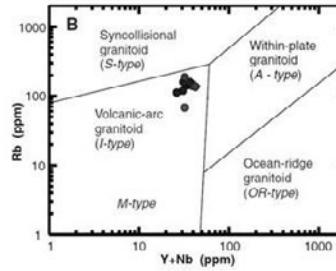 B
Syncollisional
granitoid
(S-type)
Within-plate
granitoid
(A - type)
Volcanic-arc
granitoid
(I-type)
Ocean-ridge
granitoid
(OR-type)
M-type
1000
100
10
1
Rb (ppm)
1
10
100
1000
Y+Nb (ppm)